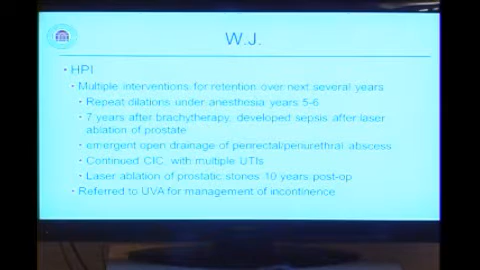 W.J.
• HPI
• Multiple interventions for retention over next several years
• Repeat dilations under anesthesia years 5-6
• 7 years after brachytherapy, developed sepsis after laser
ablation of prostate
• emergent open drainage of perirectal/periurethral abscess
• Continued CIC, with multiple UTIs
• Laser ablation of prostatic stones 10 years post-op
• Referred to UVA for management of incontinence